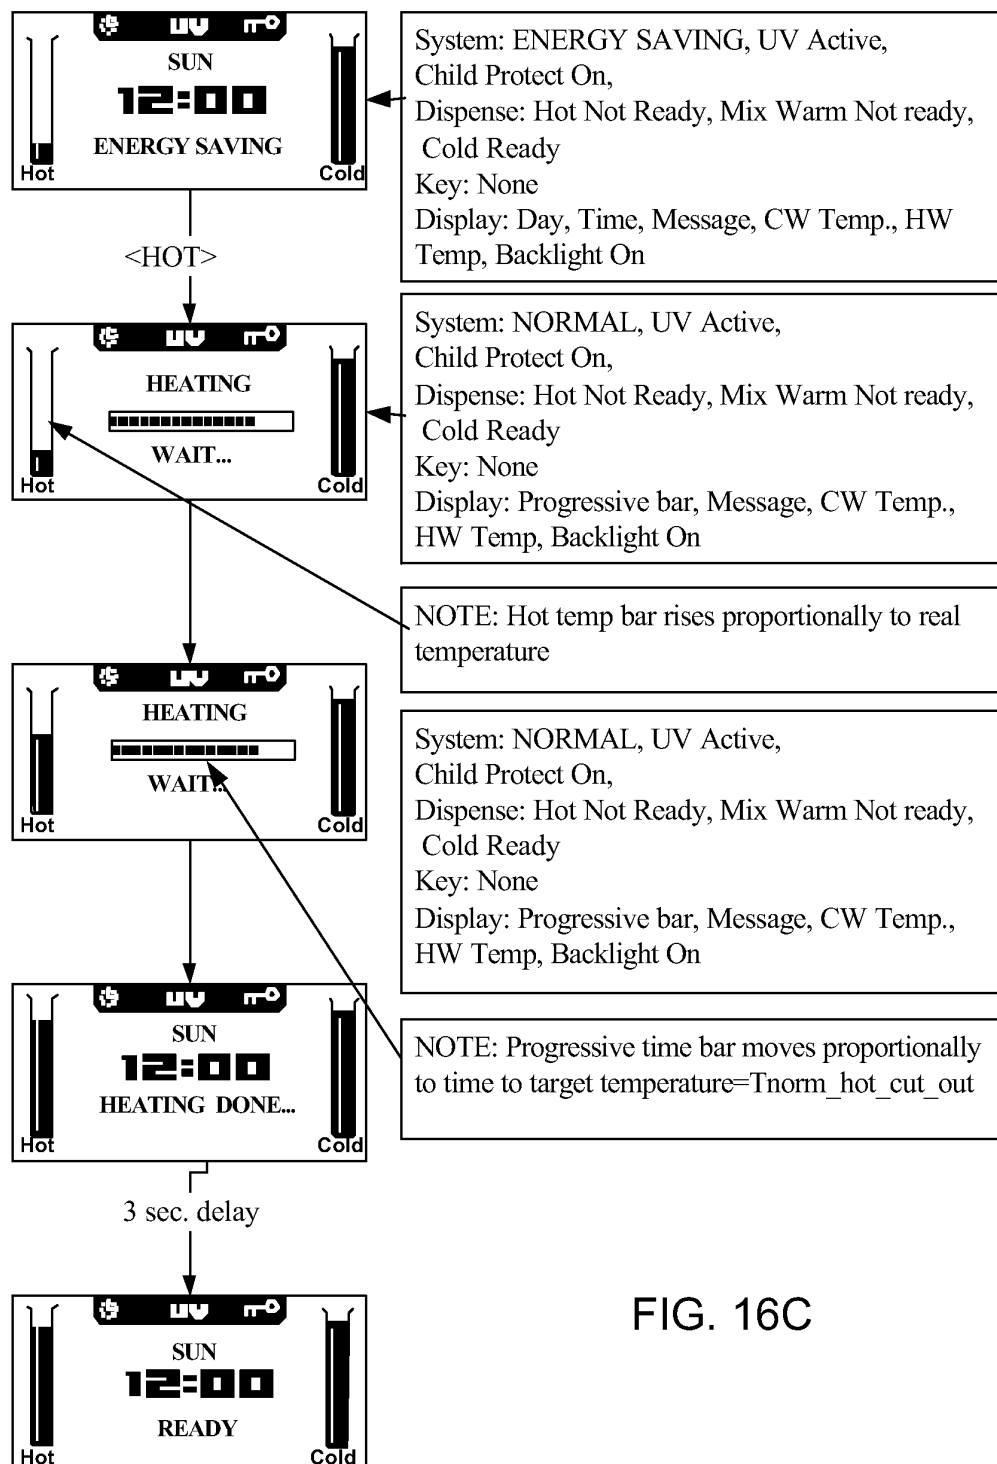 UV
SUN
12:00
ENERGY SAVING
Hot
Cold
System: ENERGY SAVING, UV Active,
Child Protect On,
Dispense: Hot Not Ready, Mix Warm Not ready,
Cold Ready
Key: None
Display: Day, Time, Message, CW Temp., HW
Temp, Backlight On
<HOT>
UV
HEATING
WAIT...
Hot
Cold
System: NORMAL, UV Active,
Child Protect On,
Dispense: Hot Not Ready, Mix Warm Not ready,
Cold Ready
Key: None
Display: Progressive bar, Message, CW Temp.,
HW Temp, Backlight On
NOTE: Hot temp bar rises proportionally to real
temperature
UV
HEATING
WAIT...
Hot
Cold
System: NORMAL, UV Active,
Child Protect On,
Dispense: Hot Not Ready, Mix Warm Not ready,
Cold Ready
Key: None
Display: Progressive bar, Message, CW Temp.,
HW Temp, Backlight On
UV
SUN
12:00
HEATING DONE...
Hot
Cold
NOTE: Progressive time bar moves proportionally
to time to target temperature=Tnorm_hot_cut_out
3 sec. delay
UV
SUN
12:00
READY
Hot
Cold
FIG. 16C